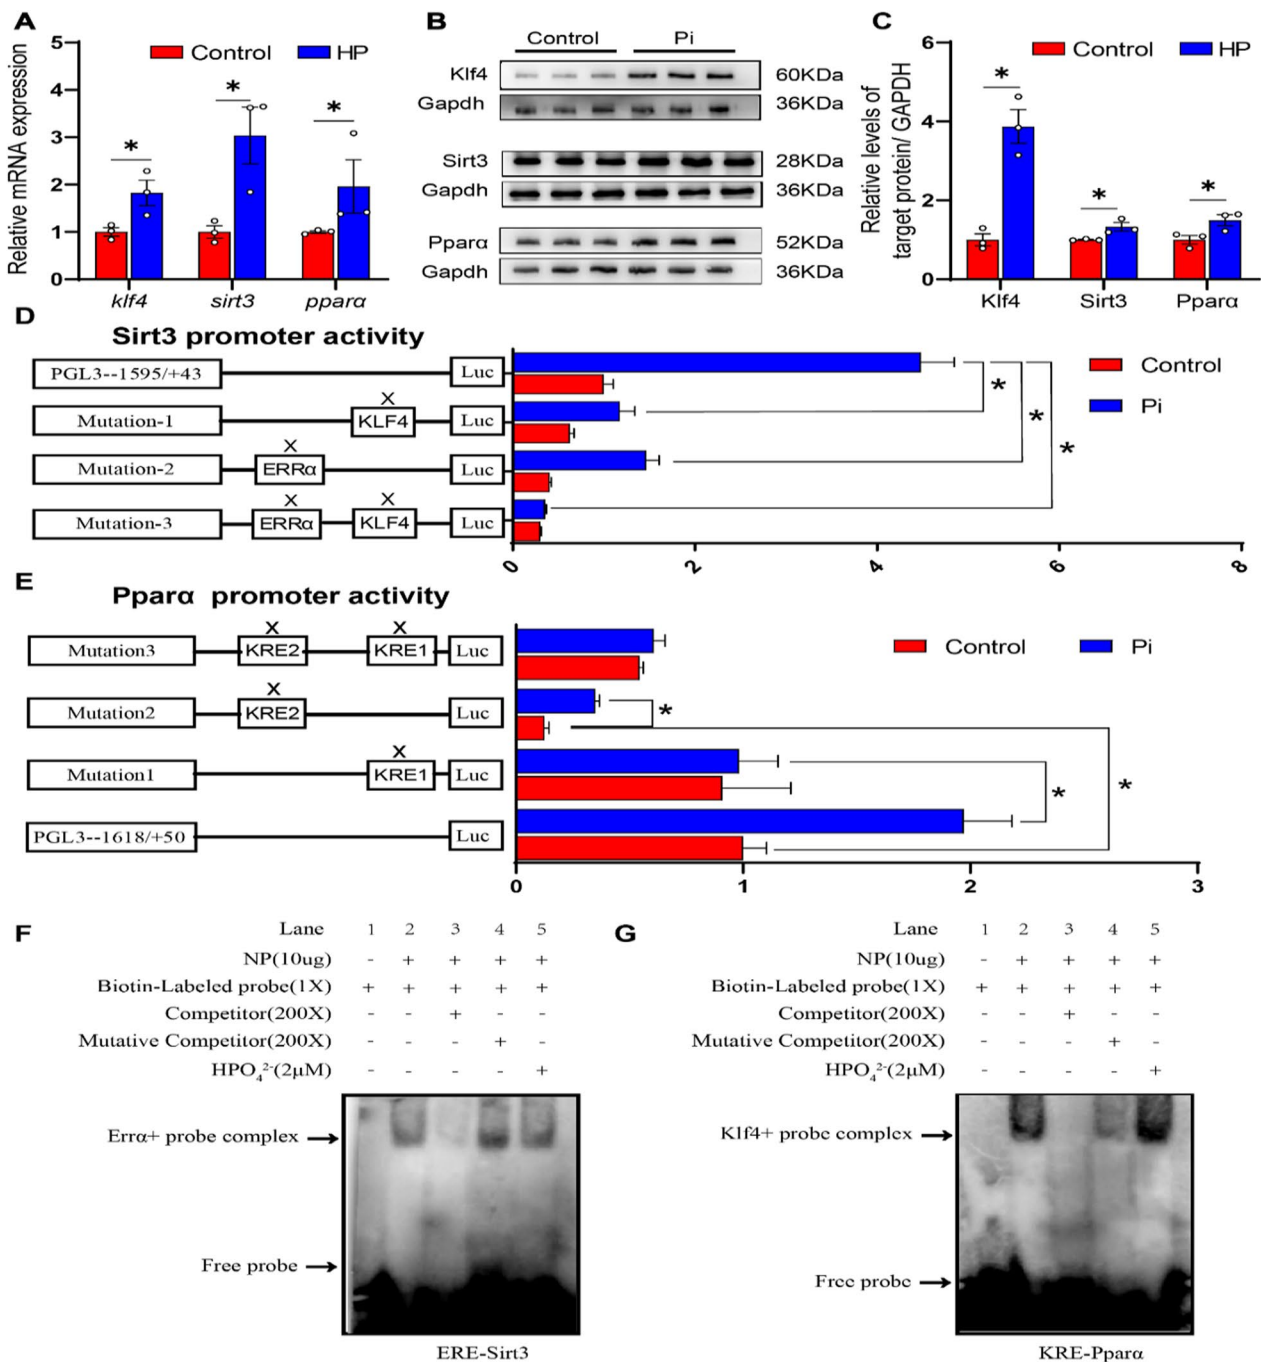 A
Relative mRNA expression
Control HP
5
4
3
2
1
0
* * *
klf4 sirt3 pparα
B
Control Pi
Klf4 60KDa
Gapdh 36KDa
Sirt3 28KDa
Gapdh 36KDa
Pparα 52KDa
Gapdh 36KDa
C
Relative levels of
target protein/ GAPDH
Control HP
6
4
2
0
* * *
Klf4 Sirt3 Pparα
D
Sirt3 promoter activity
PGL3--1595/+43 Luc
X
Mutation-1 KLF4 Luc
X
Mutation-2 ERRα Luc
X X
Mutation-3 ERRα KLF4 Luc
* * *
Control
Pi
0 2 4 6 8
E
Pparα promoter activity
X X
Mutation3 KRE2 KRE1 Luc
X
Mutation2 KRE2 Luc
X
Mutation1 KRE1 Luc
PGL3--1618/+50 Luc
Control Pi
* * *
0 1 2 3
F
Lane 1 2 3 4 5
NP(10ug) - + + + +
Biotin-Labeled probe(1X) + + + + +
Competitor(200X) - - + - -
Mutative Competitor(200X) - - - + -
HPO₄²⁻(2μM) - - - - +
Errα+ probe complex
Free probe
ERE-Sirt3
G
Lane 1 2 3 4 5
NP(10ug) - + + + +
Biotin-Labeled probe(1X) + + + + +
Competitor(200X) - - + - -
Mutative Competitor(200X) - - - + -
HPO₄²⁻(2μM) - - - - +
Klf4+ probe complex
Free probe
KRE-Pparα